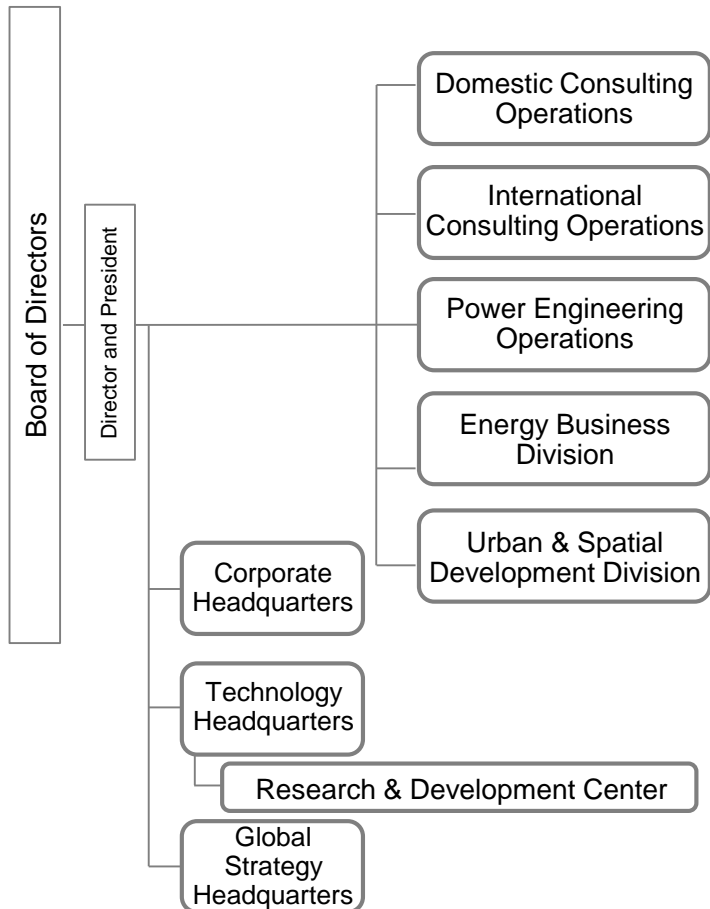 Board of Directors
Director and President
Domestic Consulting
Operations
International
Consulting Operations
Power Engineering
Operations
Energy Business
Division
Urban & Spatial
Development Division
Corporate
Headquarters
Technology
Headquarters
Research & Development Center
Global
Strategy
Headquarters